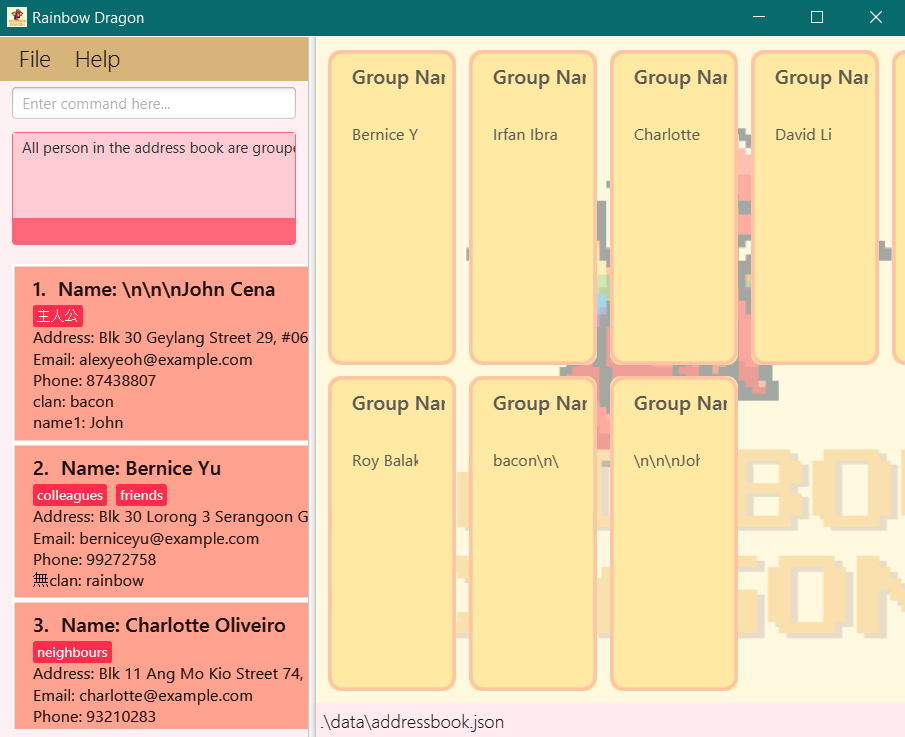 Rainbow Dragon
File Help
Enter command here...
All person in the address book are groupe
1. Name: \n\n\nJohn Cena
主人公
Address: Blk 30 Geylang Street 29, #06
Email: alexyeoh@example.com
Phone: 87438807
clan: bacon
name1: John
2. Name: Bernice Yu
colleagues friends
Address: Blk 30 Lorong 3 Serangoon G
Email: berniceyu@example.com
Phone: 99272758
無clan: rainbow
3. Name: Charlotte Oliveiro
neighbours
Address: Blk 11 Ang Mo Kio Street 74,
Email: charlotte@example.com
Phone: 93210283
Group Nar Group Nar Group Nar Group Nar
Bernice Y Irfan Ibra Charlotte David Li
Group Nar Group Nar Group Nar
Roy Balak bacon\n\ \n\n\nJoh
.\data\addressbook.json